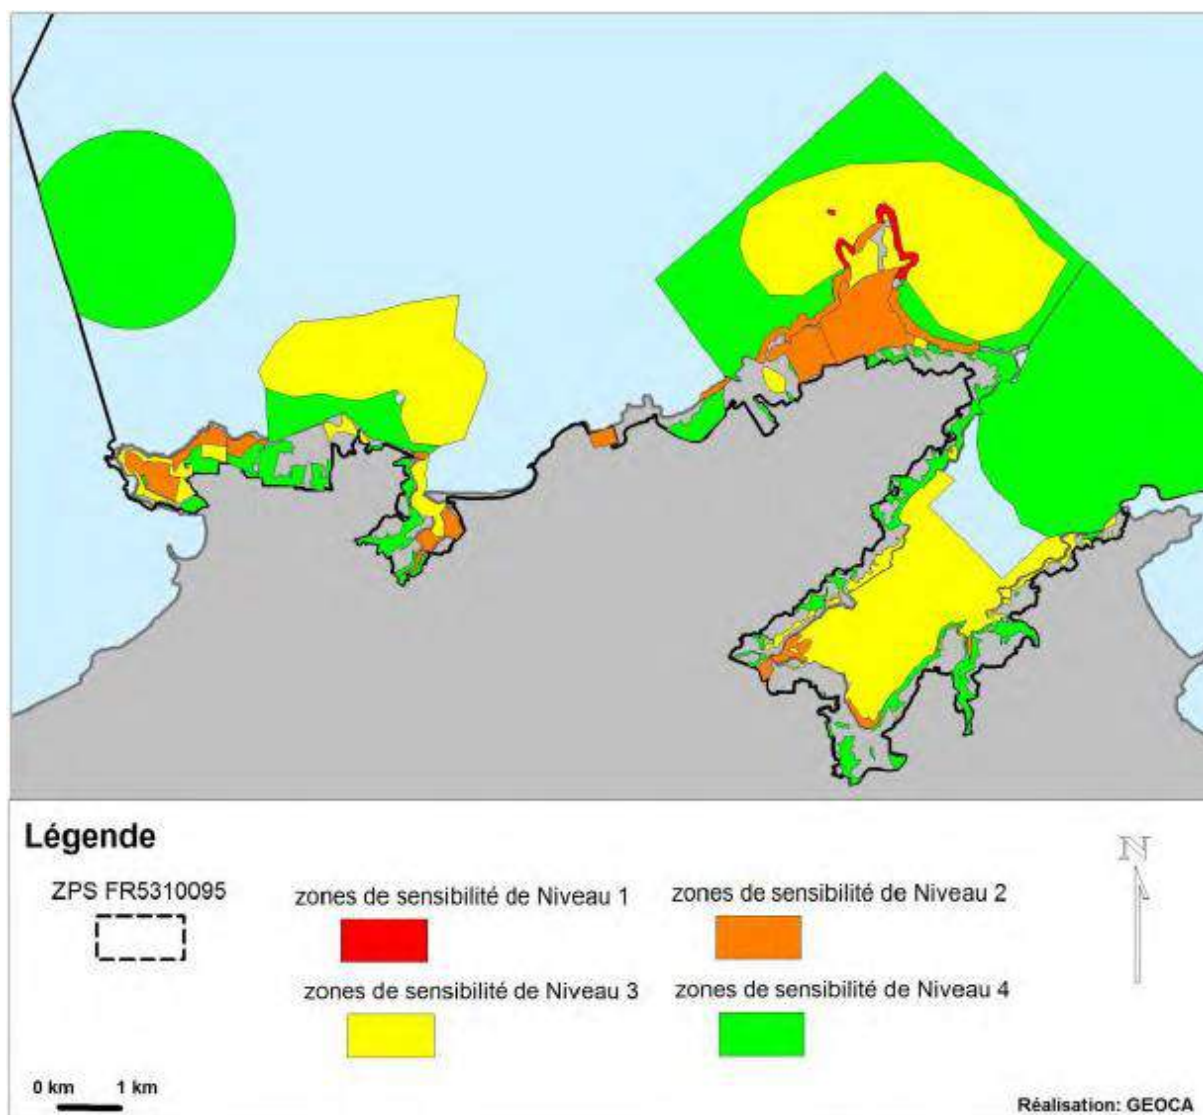 Légende
N
ZPS FR5310095
zones de sensibilité de Niveau 1
zones de sensibilité de Niveau 2
zones de sensibilité de Niveau 3
zones de sensibilité de Niveau 4
0 km 1 km
Réalisation: GEOCA